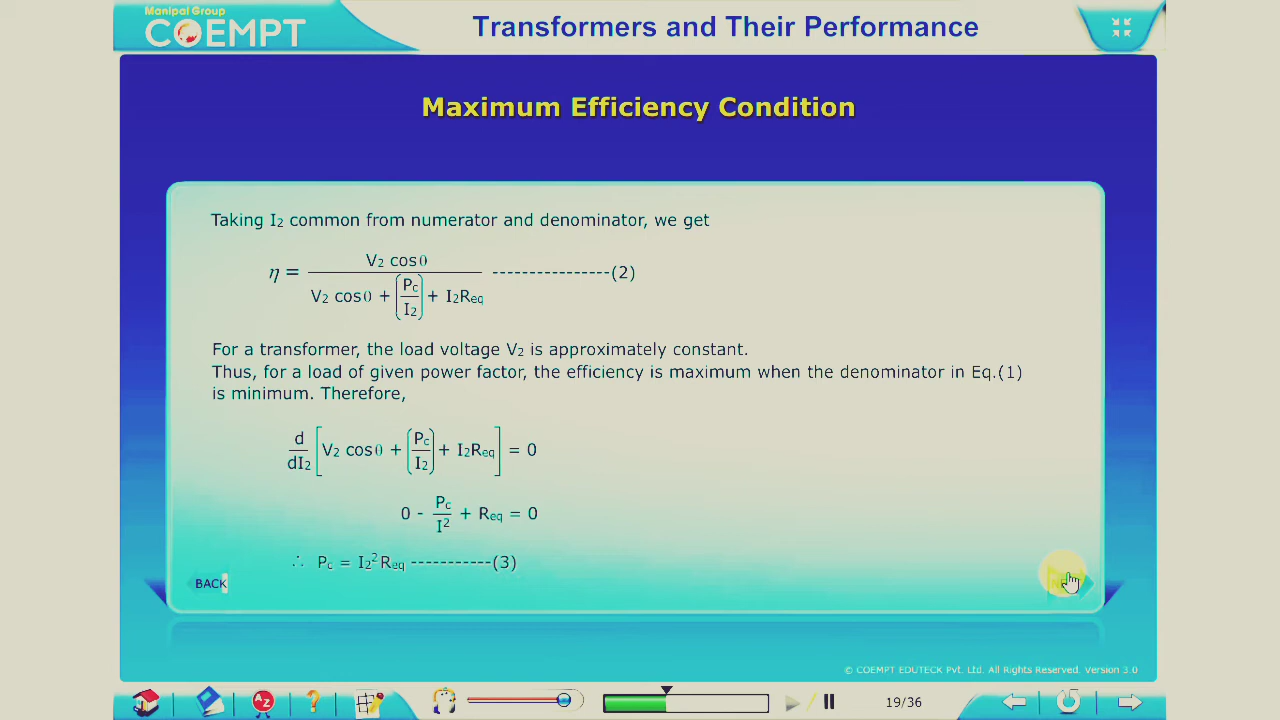 Manipal Group
COEMPT
Transformers and Their Performance
Maximum Efficiency Condition
Taking I₂ common from numerator and denominator, we get
η = V₂ cosθ / (V₂ cosθ + (Pc/I₂) + I₂Req) ----------------(2)
For a transformer, the load voltage V₂ is approximately constant.
Thus, for a load of given power factor, the efficiency is maximum when the denominator in Eq.(1)
is minimum. Therefore,
d/dI₂ [V₂ cosθ + (Pc/I₂) + I₂Req] = 0
0 - Pc/I² + Req = 0
∴ Pc = I₂²Req -----------(3)
BACK
© COEMPT EDUTECK Pvt. Ltd. All Rights Reserved. Version 3.0
AZ
?
19/36